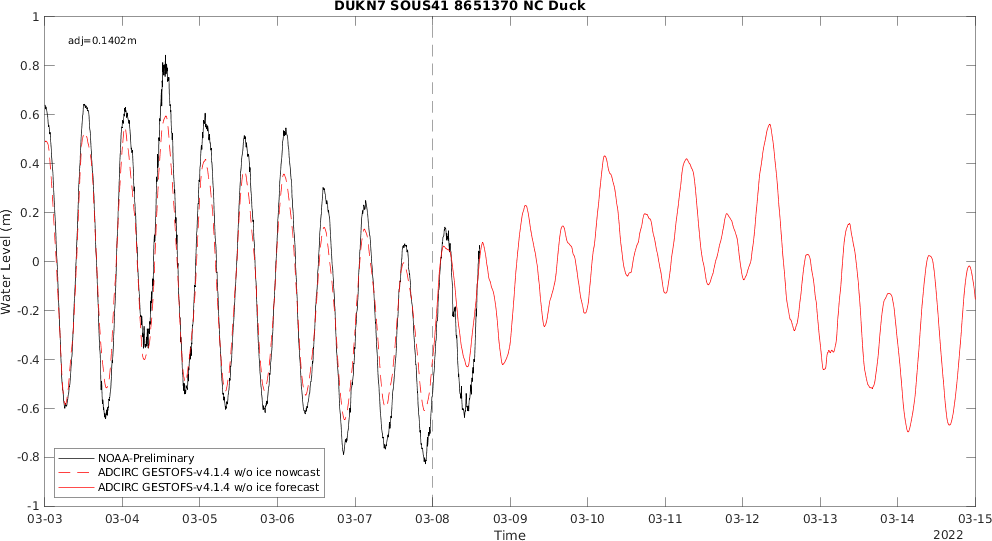 DUKN7 SOUS41 8651370 NC Duck
adj=0.1402m
Water Level (m)
1
0.8
0.6
0.4
0.2
0
-0.2
-0.4
-0.6
-0.8
-1
NOAA-Preliminary
ADCIRC GESTOFS-v4.1.4 w/o ice nowcast
ADCIRC GESTOFS-v4.1.4 w/o ice forecast
03-03 03-04 03-05 03-06 03-07 03-08 03-09 03-10 03-11 03-12 03-13 03-14 03-15
Time
2022